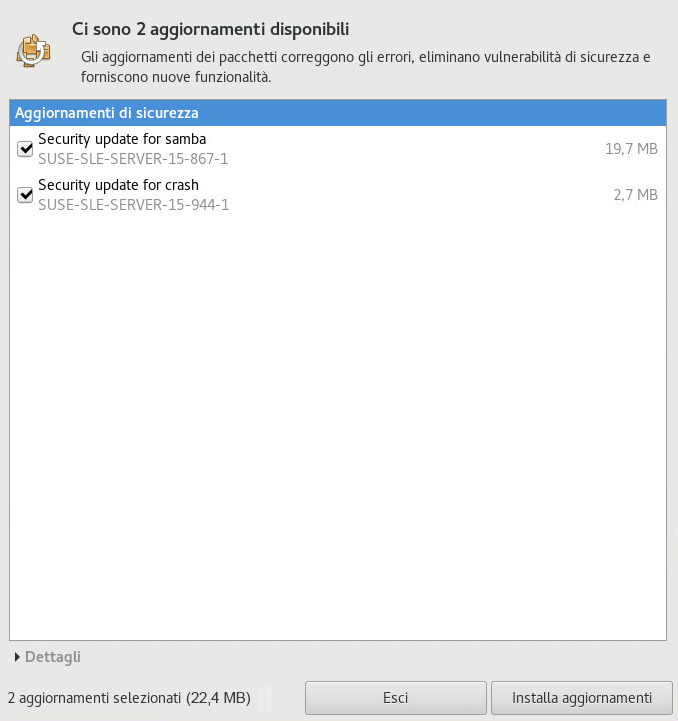 Ci sono 2 aggiornamenti disponibili
Gli aggiornamenti dei pacchetti correggono gli errori, eliminano vulnerabilità di sicurezza e
forniscono nuove funzionalità.
Aggiornamenti di sicurezza
Security update for samba
SUSE-SLE-SERVER-15-867-1
19,7 MB
Security update for crash
SUSE-SLE-SERVER-15-944-1
2,7 MB
Dettagli
2 aggiornamenti selezionati (22,4 MB)
Esci
Installa aggiornamenti